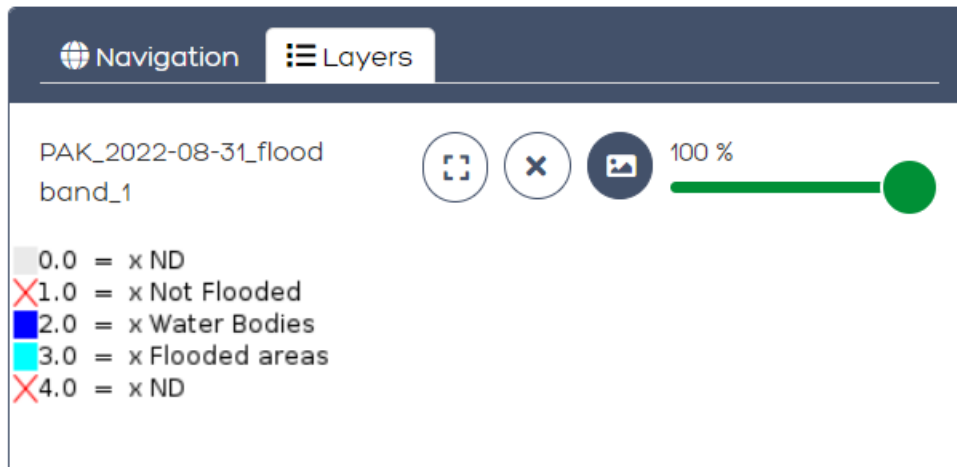 Navigation
Layers
PAK_2022-08-31_flood
band_1
100 %
0.0 = x ND
1.0 = x Not Flooded
2.0 = x Water Bodies
3.0 = x Flooded areas
4.0 = x ND